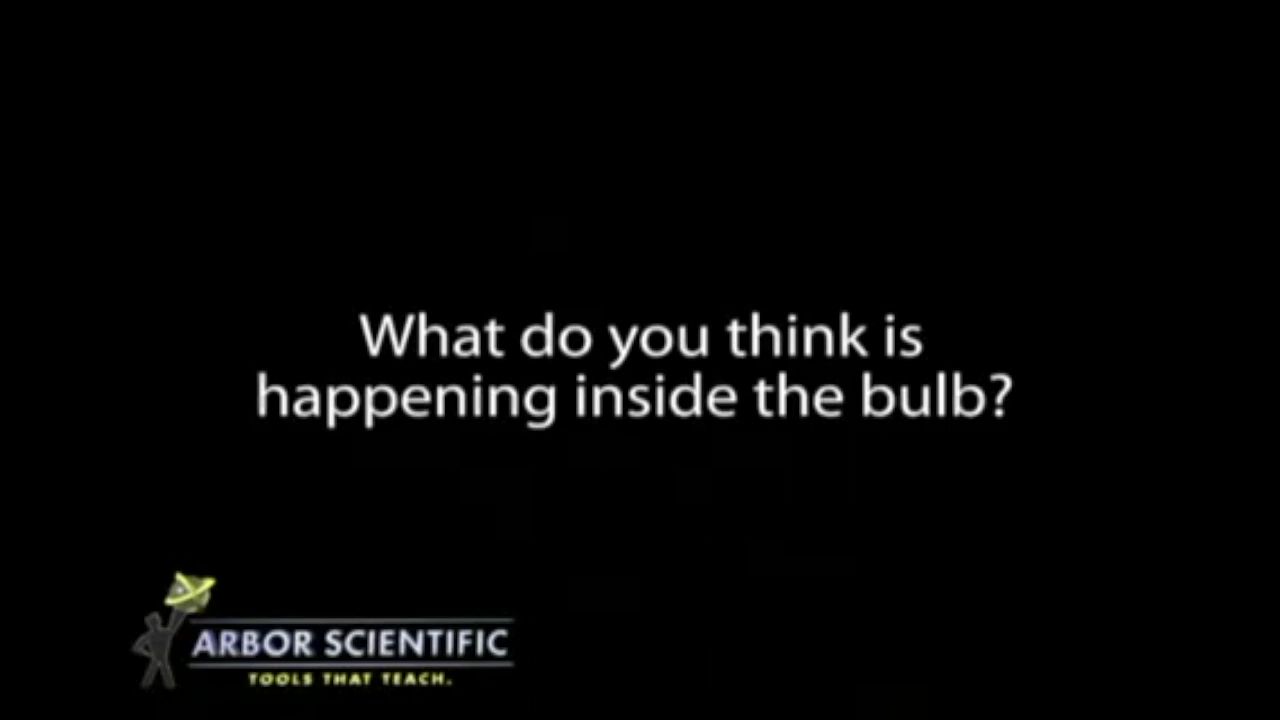 What do you think is
happening inside the bulb?
ARBOR SCIENTIFIC
TOOLS THAT TEACH.